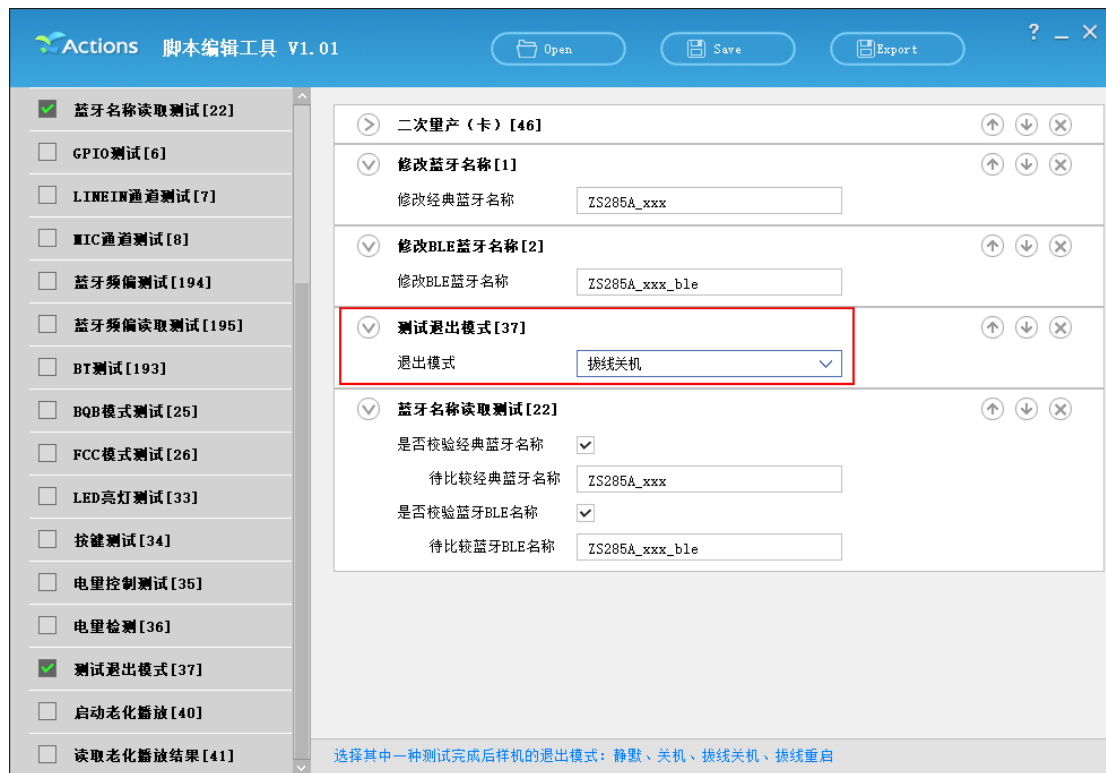 Actions 脚本编辑工具 V1.01
Open
Save
Export
? _ ×
蓝牙名称读取测试[22]
GPIO测试[6]
LINEIN通道测试[7]
MIC通道测试[8]
蓝牙频偏测试[194]
蓝牙频偏读取测试[195]
BT测试[193]
BQB模式测试[25]
FCC模式测试[26]
LED亮灯测试[33]
按键测试[34]
电量控制测试[35]
电量检测[36]
测试退出模式[37]
启动老化播放[40]
读取老化播放结果[41]
二次量产（卡）[46]
修改蓝牙名称[1]
修改经典蓝牙名称 ZS285A_xxx
修改BLE蓝牙名称[2]
修改BLE蓝牙名称 ZS285A_xxx_ble
测试退出模式[37]
退出模式 拔线关机
蓝牙名称读取测试[22]
是否校验经典蓝牙名称
待比较经典蓝牙名称 ZS285A_xxx
是否校验蓝牙BLE名称
待比较蓝牙BLE名称 ZS285A_xxx_ble
选择其中一种测试完成后样机的退出模式：静默、关机、拔线关机、拔线重启